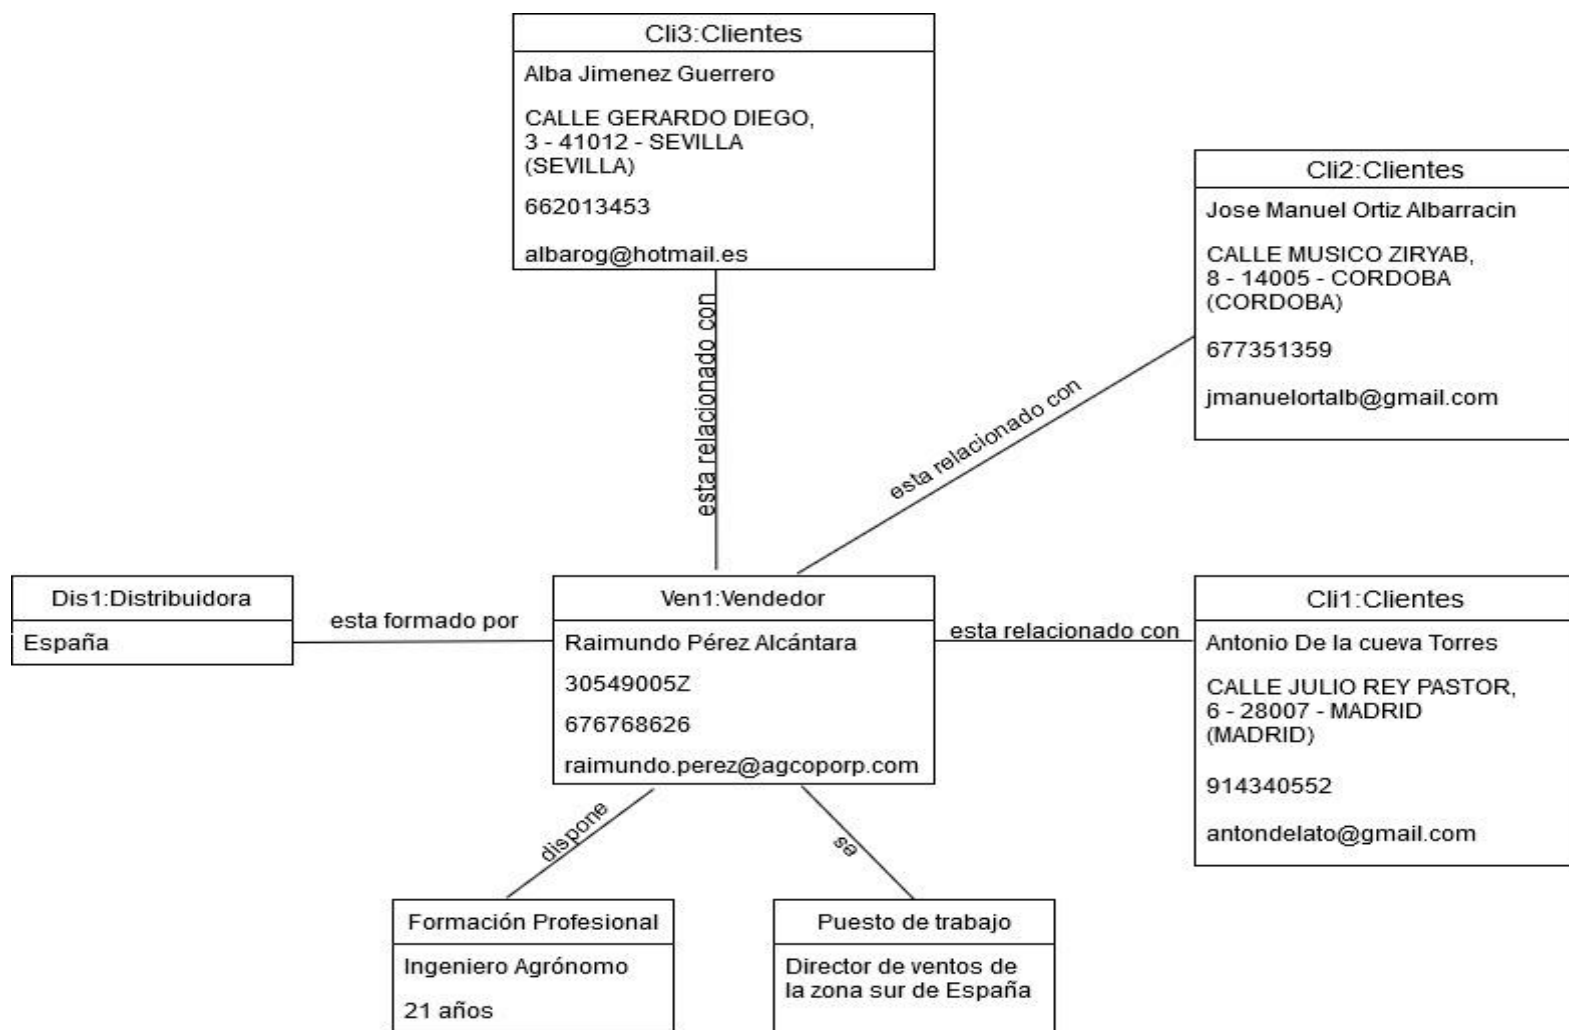 Cli3:Clientes
Alba Jimenez Guerrero
CALLE GERARDO DIEGO,
3 - 41012 - SEVILLA
(SEVILLA)
662013453
albarog@hotmail.es
Cli2:Clientes
Jose Manuel Ortiz Albarracin
CALLE MUSICO ZIRYAB,
8 - 14005 - CORDOBA
(CORDOBA)
677351359
jmanuelortalb@gmail.com
esta relacionado con
esta relacionado con
Dis1:Distribuidora
España
esta formado por
Ven1:Vendedor
Raimundo Pérez Alcántara
30549005Z
676768626
raimundo.perez@agcoporp.com
esta relacionado con
Cli1:Clientes
Antonio De la cueva Torres
CALLE JULIO REY PASTOR,
6 - 28007 - MADRID
(MADRID)
914340552
antondelato@gmail.com
dispone
se
Formación Profesional
Ingeniero Agrónomo
21 años
Puesto de trabajo
Director de ventos de
la zona sur de España